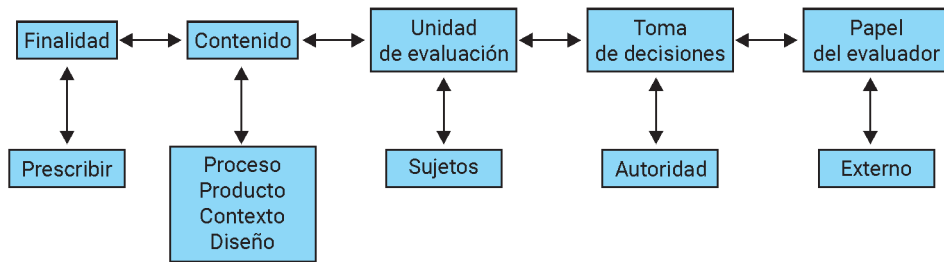 Finalidad
Contenido
Unidad
de evaluación
Toma
de decisiones
Papel
del evaluador
Prescribir
Proceso
Producto
Contexto
Diseño
Sujetos
Autoridad
Externo